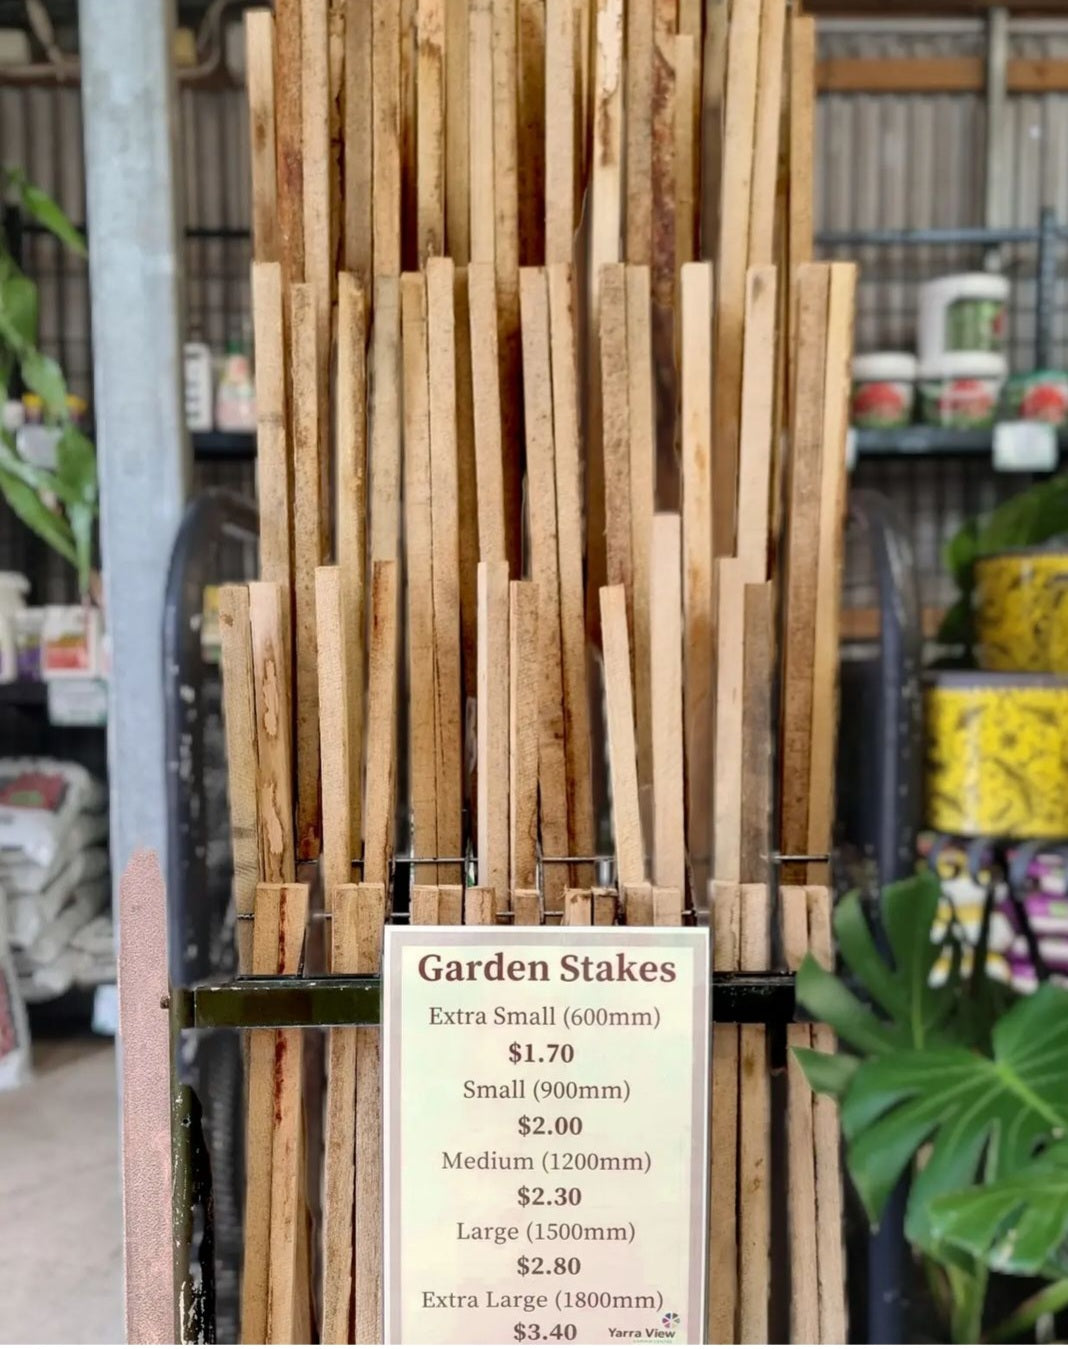 Garden Stakes
Extra Small (600mm)
$1.70
Small (900mm)
$2.00
Medium (1200mm)
$2.30
Large (1500mm)
$2.80
Extra Large (1800mm)
$3.40
Yarra View